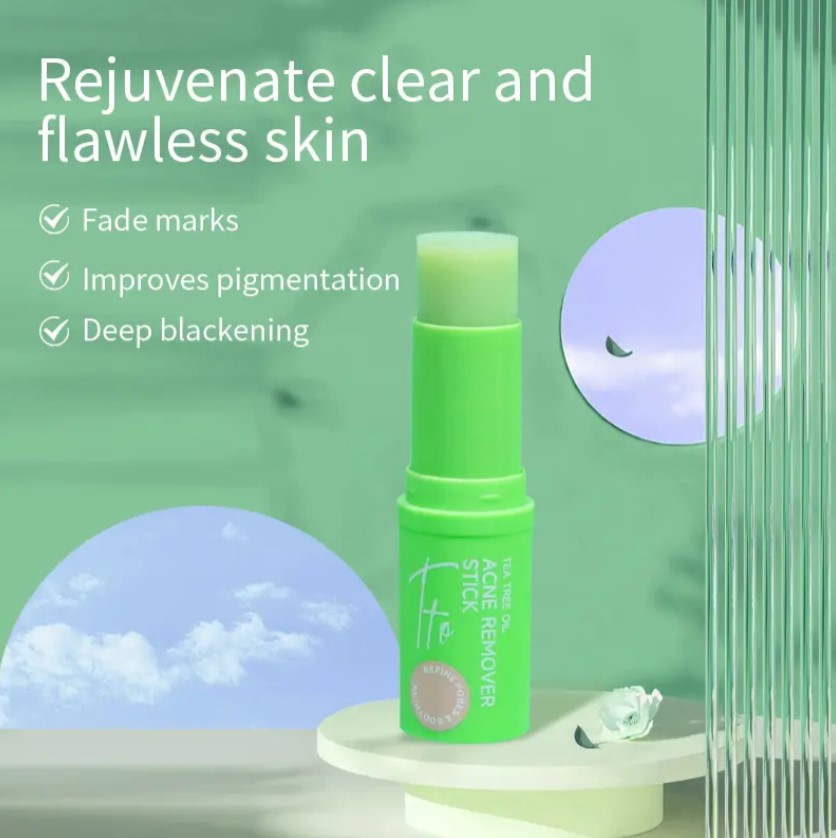 Rejuvenate clear and
flawless skin
Fade marks
Improves pigmentation
Deep blackening
TEA TREE OIL
ACNE REMOVER
STICK
REFINE PORES &